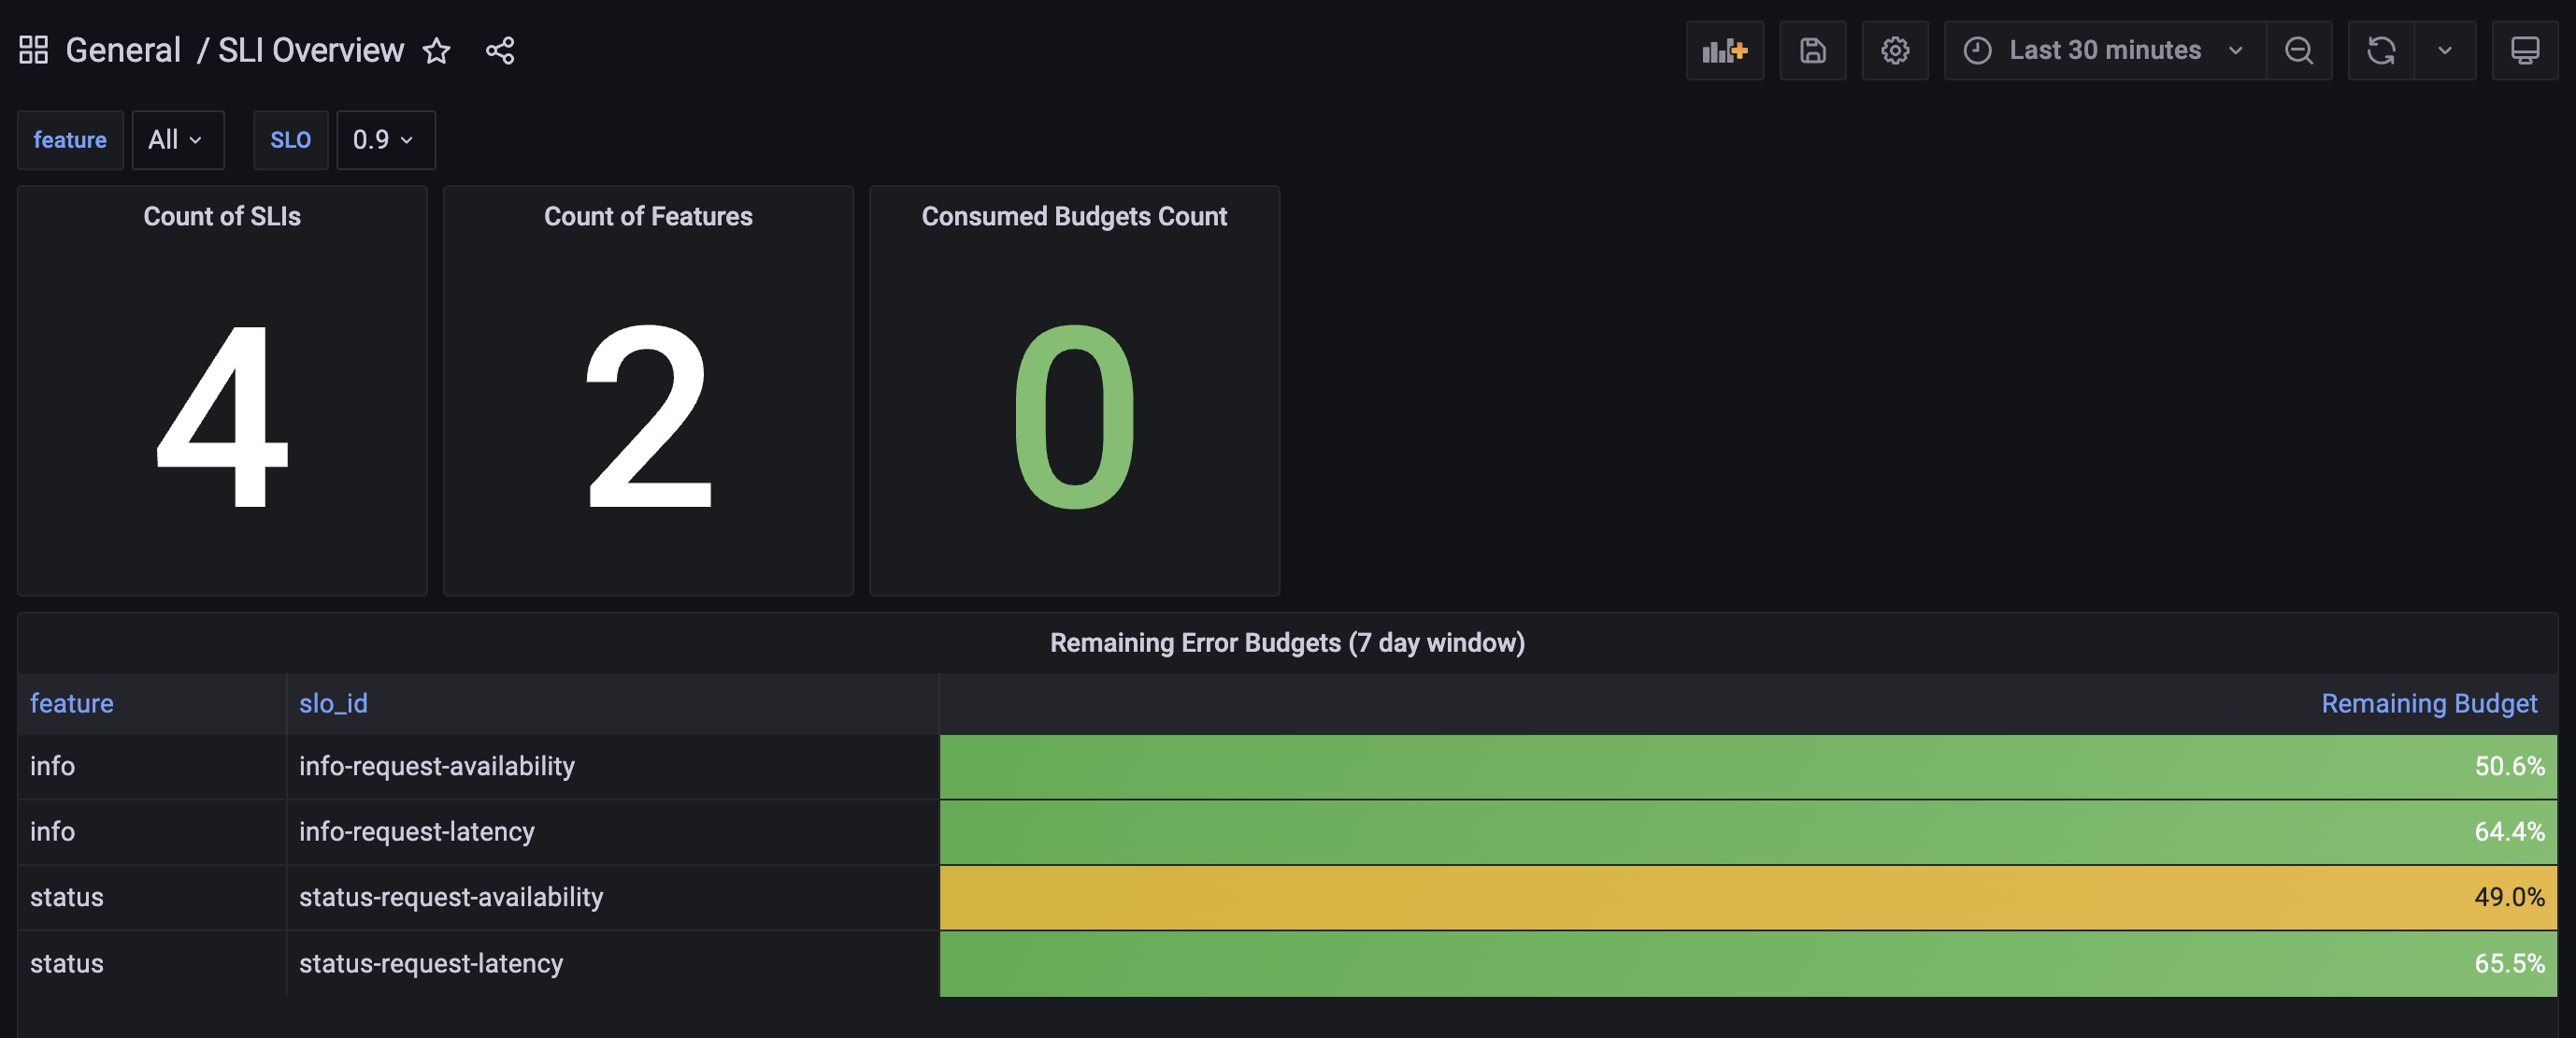 General / SLI Overview
Last 30 minutes
feature All SLO 0.9
Count of SLIs
Count of Features
Consumed Budgets Count
4
2
0
Remaining Error Budgets (7 day window)
feature slo_id Remaining Budget
info info-request-availability 50.6%
info info-request-latency 64.4%
status status-request-availability 49.0%
status status-request-latency 65.5%